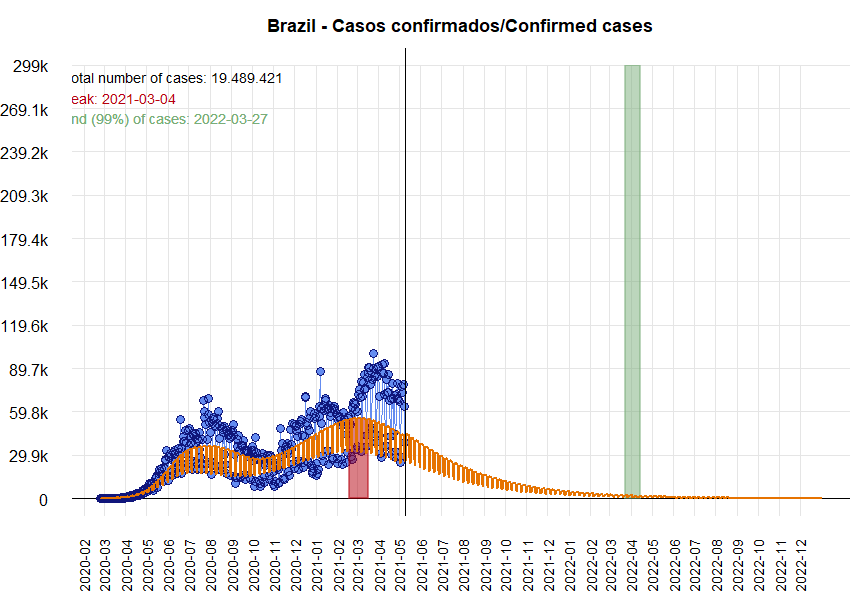 Brazil - Casos confirmados/Confirmed cases
otal number of cases: 19.489.421
eak: 2021-03-04
nd (99%) of cases: 2022-03-27
299k
269.1k
239.2k
209.3k
179.4k
149.5k
119.6k
89.7k
59.8k
29.9k
0
2020-02
2020-03
2020-04
2020-05
2020-06
2020-07
2020-08
2020-09
2020-10
2020-11
2020-12
2021-01
2021-02
2021-03
2021-04
2021-05
2021-06
2021-07
2021-08
2021-09
2021-10
2021-11
2021-12
2022-01
2022-02
2022-03
2022-04
2022-05
2022-06
2022-07
2022-08
2022-09
2022-10
2022-11
2022-12